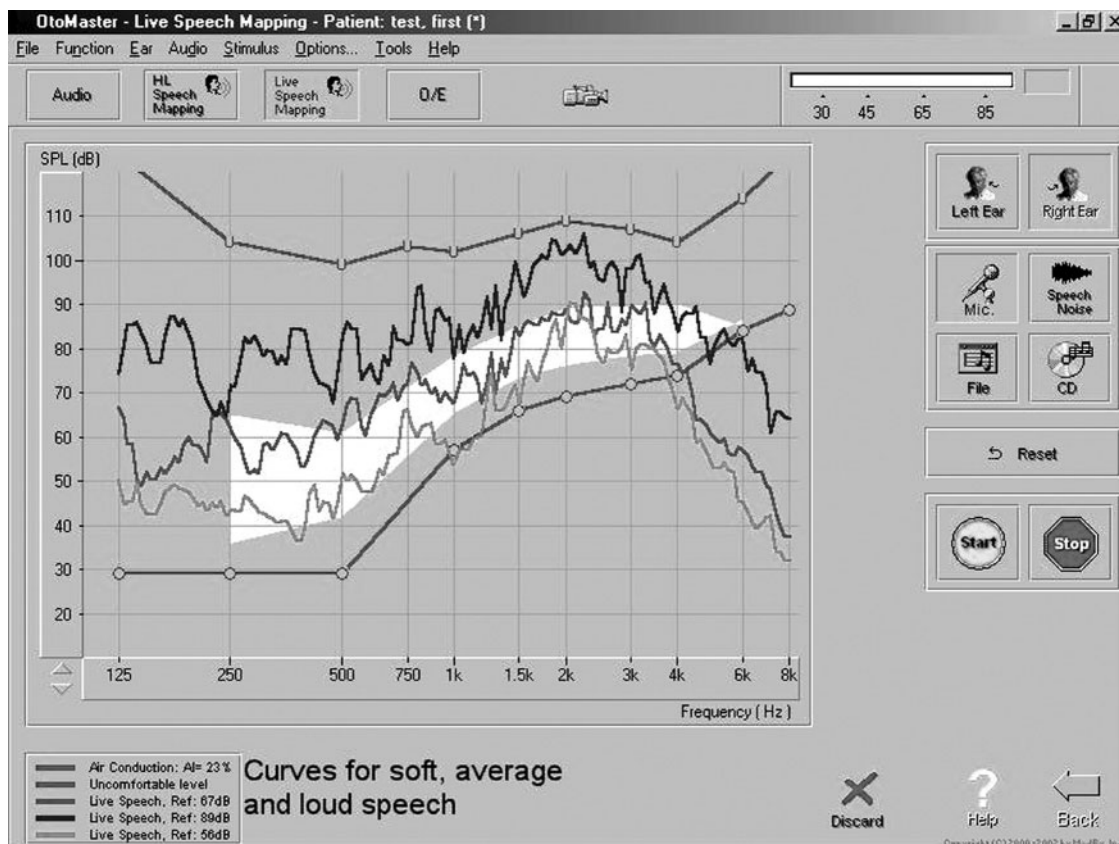 OtoMaster - Live Speech Mapping - Patient: test, first (*)
File Function Ear Audio Stimulus Options... Tools Help
Audio
HL Speech Mapping
Live Speech Mapping
O/E
30 45 65 85
SPL (dB)
110
100
90
80
70
60
50
40
30
20
125 250 500 750 1k 1.5k 2k 3k 4k 6k 8k
Frequency ( Hz )
Left Ear
Right Ear
Mic.
Speech Noise
File
CD
Reset
Start
Stop
Air Conduction: AI= 23%
Uncomfortable level
Live Speech, Ref: 67dB
Live Speech, Ref: 89dB
Live Speech, Ref: 56dB
Curves for soft, average
and loud speech
Discard
Help
Back